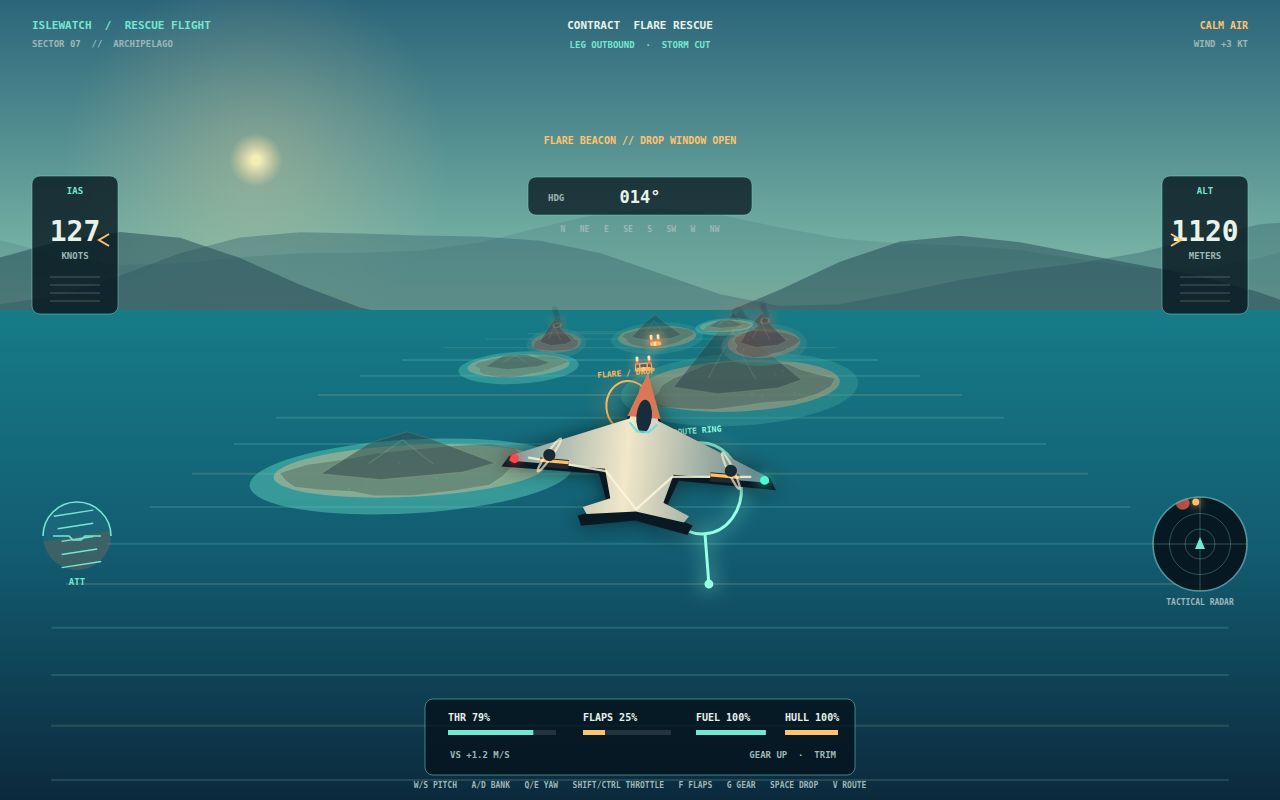 ISLEWATCH / RESCUE FLIGHT
SECTOR 07 // ARCHIPELAGO
CONTRACT FLARE RESCUE
LEG OUTBOUND · STORM CUT
CALM AIR
WIND +3 KT
FLARE BEACON // DROP WINDOW OPEN
IAS
127
KNOTS
HDG 014°
N NE E SE S SW W NW
ALT
1120
METERS
FLARE / DROP
ROUTE RING
ATT
TACTICAL RADAR
THR 79% FLAPS 25% FUEL 100% HULL 100%
VS +1.2 M/S GEAR UP · TRIM
W/S PITCH A/D BANK Q/E YAW SHIFT/CTRL THROTTLE F FLAPS G GEAR SPACE DROP V ROUTE